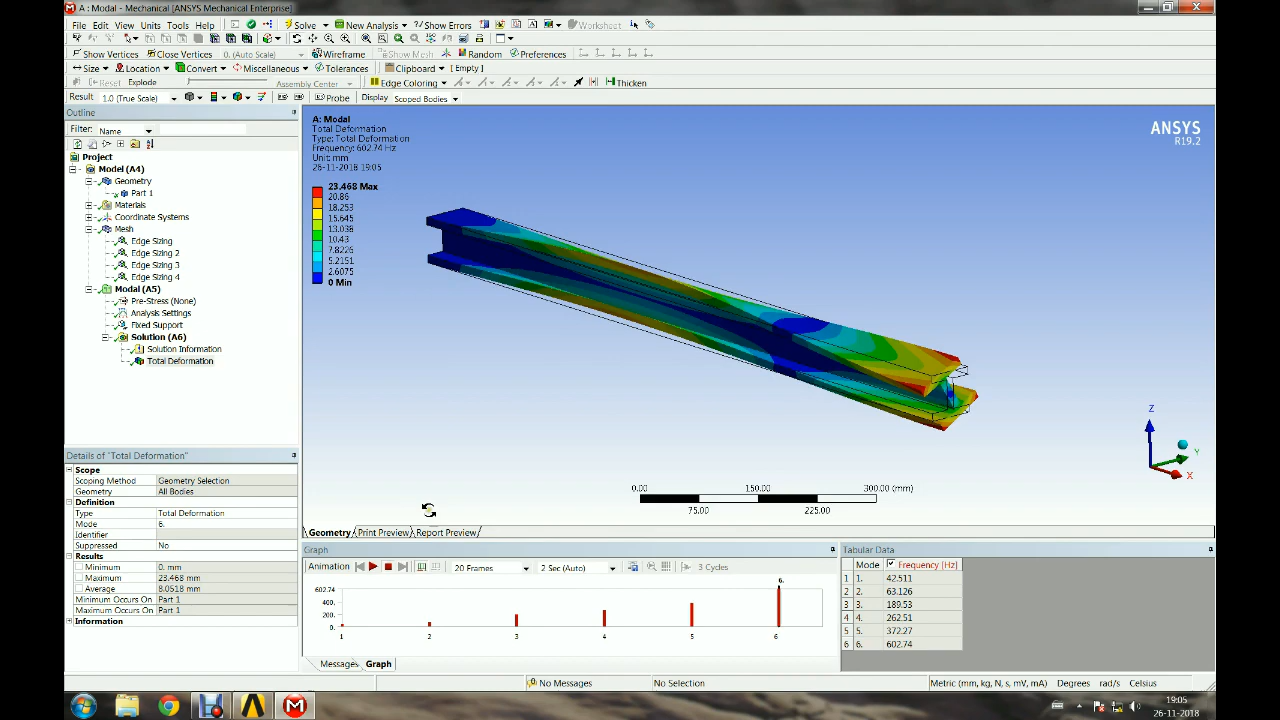 A : Modal - Mechanical [ANSYS Mechanical Enterprise]
File Edit View Units Tools Help Solve New Analysis Show Errors Worksheet
Show Vertices Close Vertices 0. (Auto Scale) Wireframe Show Mesh Random Preferences
Size Location Convert Miscellaneous Tolerances Clipboard [ Empty ]
Reset Explode Assembly Center Edge Coloring Thicken
Result 1.0 (True Scale) Probe Display Scoped Bodies
Outline
Filter: Name
Project
Model (A4)
Geometry
Part 1
Materials
Coordinate Systems
Mesh
Edge Sizing
Edge Sizing 2
Edge Sizing 3
Edge Sizing 4
Modal (A5)
Pre-Stress (None)
Analysis Settings
Fixed Support
Solution (A6)
Solution Information
Total Deformation
Details of "Total Deformation"
Scope
Scoping Method Geometry Selection
Geometry All Bodies
Definition
Type Total Deformation
Mode 6.
Identifier
Suppressed No
Results
Minimum 0. mm
Maximum 23.468 mm
Average 8.0518 mm
Minimum Occurs On Part 1
Maximum Occurs On Part 1
Information
A: Modal
Total Deformation
Type: Total Deformation
Frequency: 602.74 Hz
Unit: mm
26-11-2018 19:05
23.468 Max
20.86
18.253
15.645
13.038
10.43
7.8226
5.2151
2.6075
0 Min
ANSYS
R19.2
Z
Y
X
0.00 150.00 300.00 (mm)
75.00 225.00
Geometry Print Preview Report Preview
Graph
Animation 20 Frames 2 Sec (Auto) 3 Cycles
6.
602.74
400.
200.
0.
1 2 3 4 5 6
Messages Graph
Tabular Data
Mode Frequency [Hz]
1 1. 42.511
2 2. 63.126
3 3. 189.53
4 4. 262.51
5 5. 372.27
6 6. 602.74
No Messages No Selection Metric (mm, kg, N, s, mV, mA) Degrees rad/s Celsius
19:05
26-11-2018